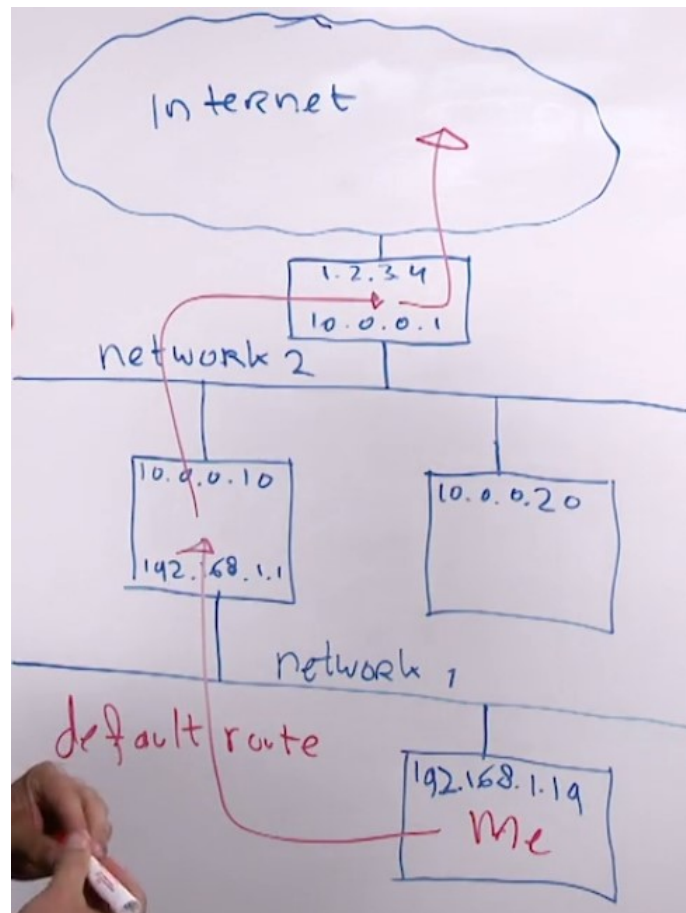 Internet
1.2.3.4
10.0.0.1
network 2
10.0.0.10
10.0.0.20
192.168.1.1
network 1
default route
192.168.1.19
Me